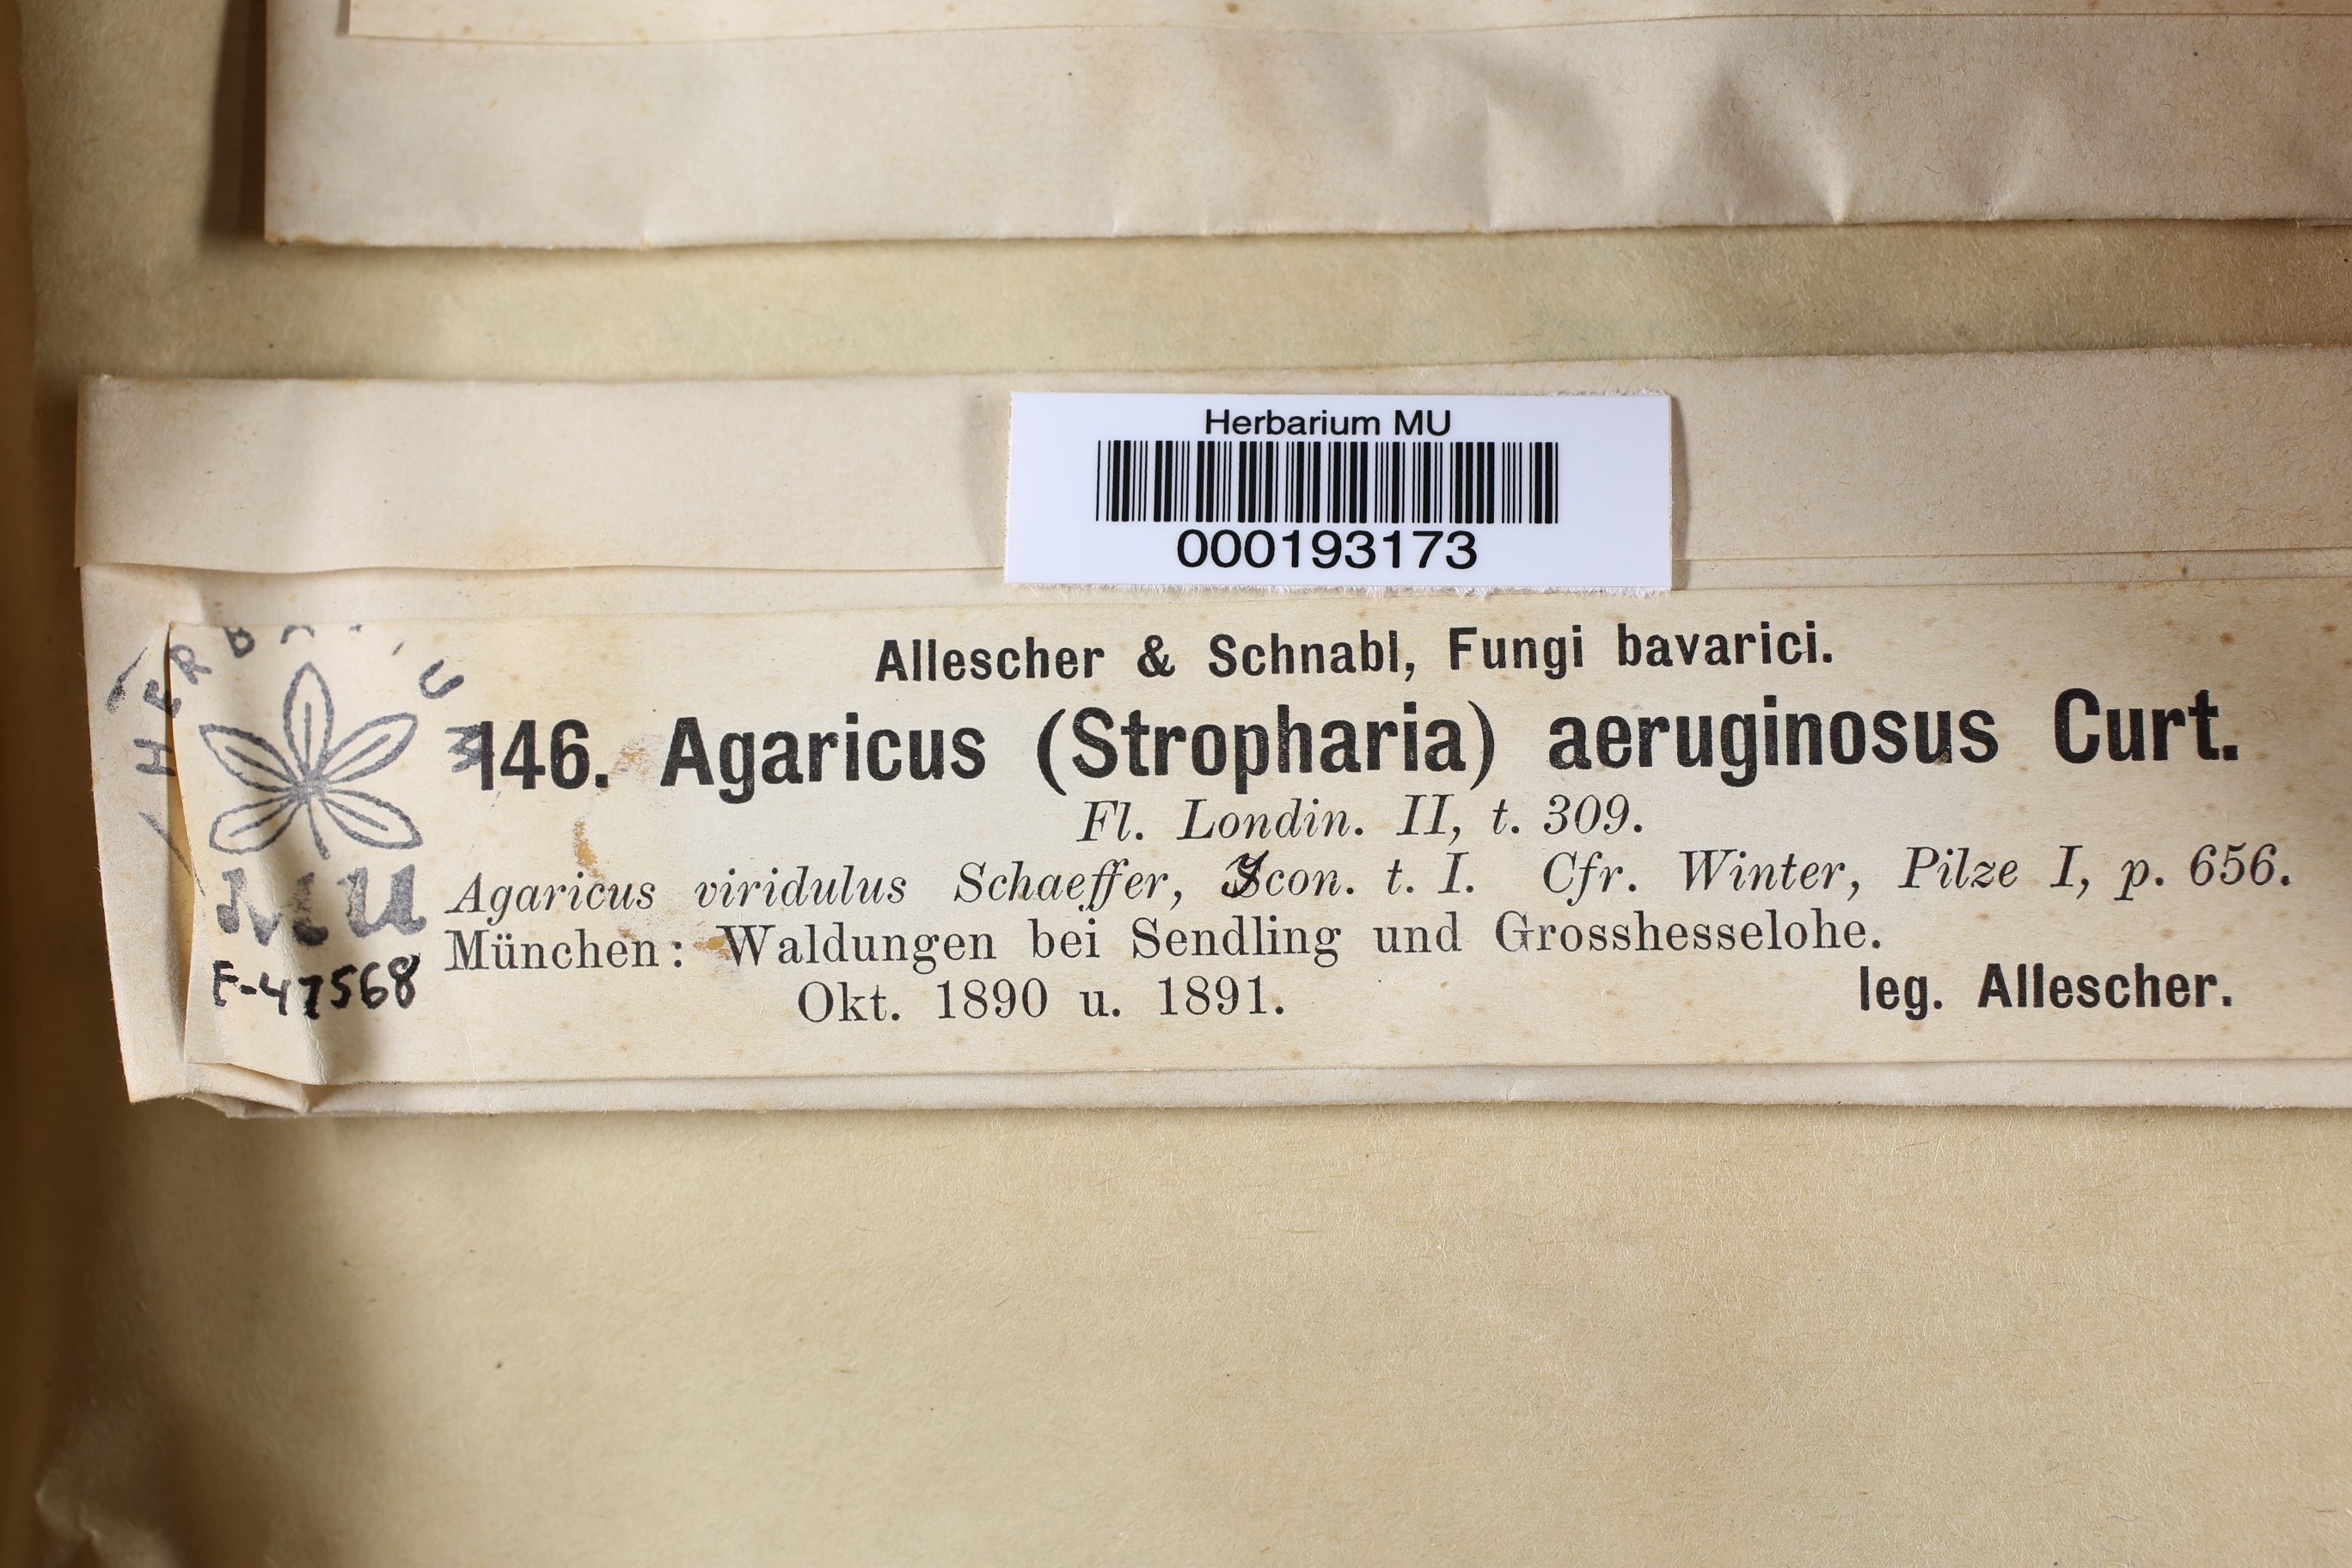 Herbarium MU
000193173
HERBARIUM
MU
F-47568
Allescher & Schnabl, Fungi bavarici.
146. Agaricus (Stropharia) aeruginosus Curt.
Fl. Londin. II, t. 309.
Agaricus viridulus Schaeffer, Icon. t. I. Cfr. Winter, Pilze I, p. 656.
München: Waldungen bei Sendling und Grosshesselohe.
Okt. 1890 u. 1891.
leg. Allescher.